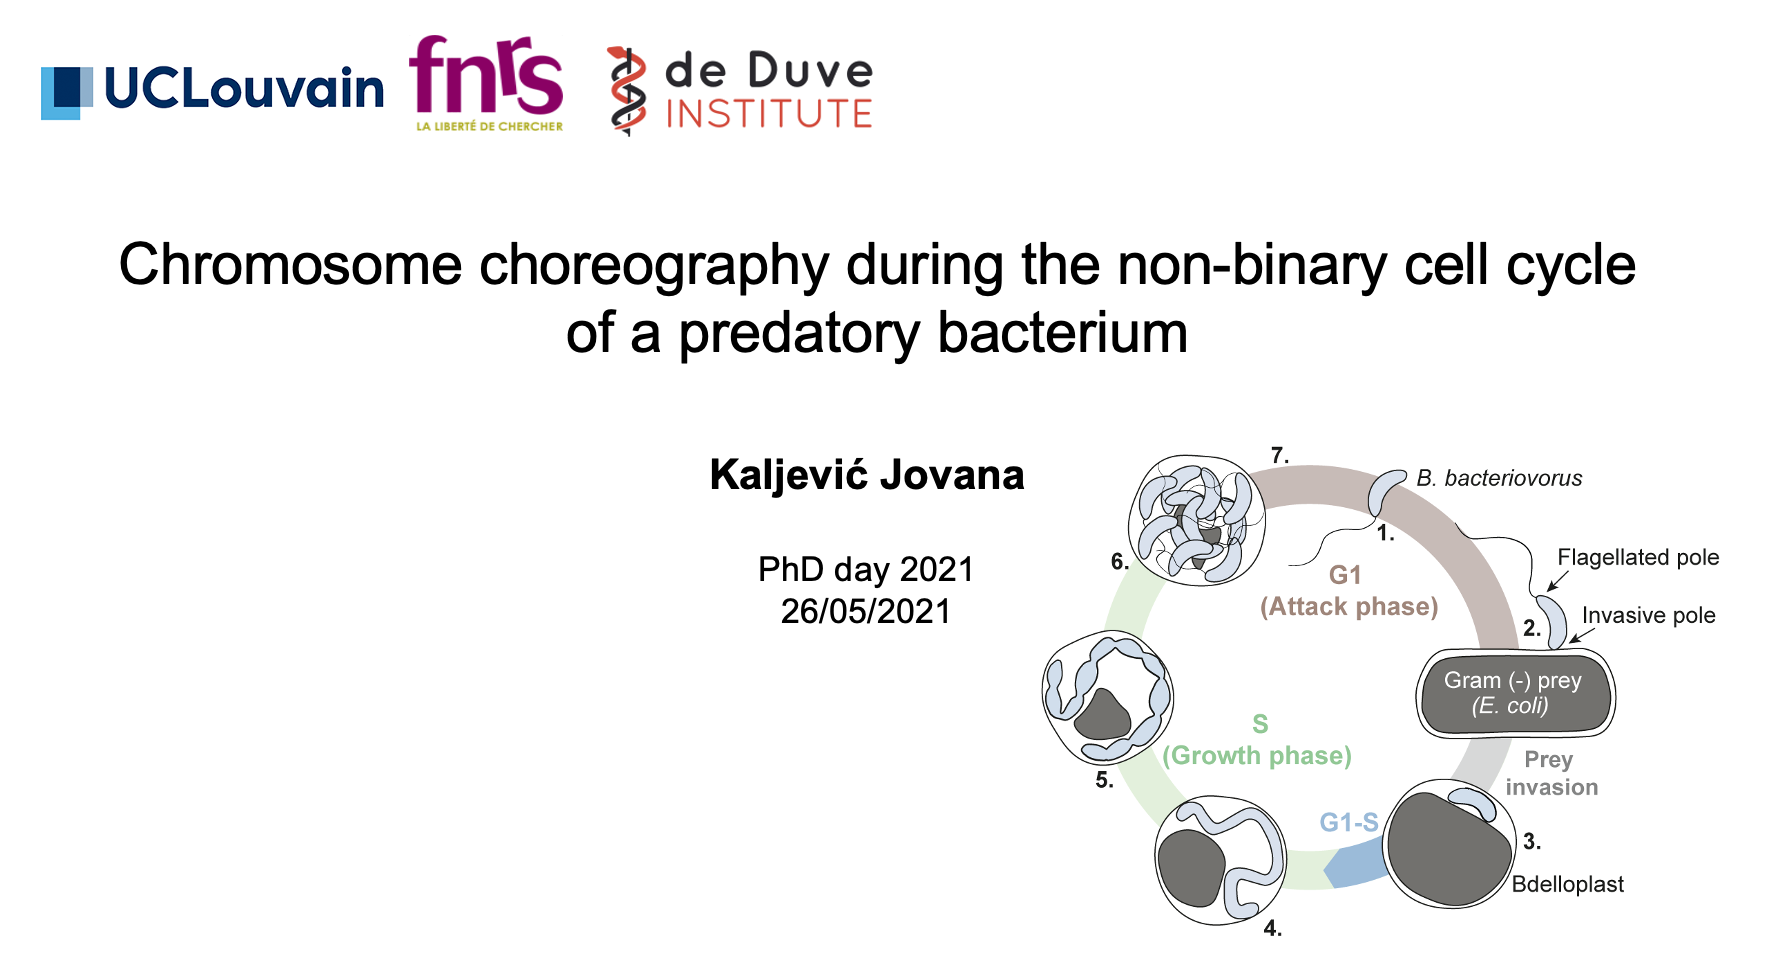 UCLouvain
fnrs
LA LIBERTÉ DE CHERCHER
de Duve
INSTITUTE
Chromosome choreography during the non-binary cell cycle
of a predatory bacterium
Kaljević Jovana
PhD day 2021
26/05/2021
7.
B. bacteriovorus
1.
6.
Flagellated pole
G1
(Attack phase)
Invasive pole
2.
Gram (-) prey
(E. coli)
S
(Growth phase)
Prey
invasion
5.
G1-S
3.
Bdelloplast
4.